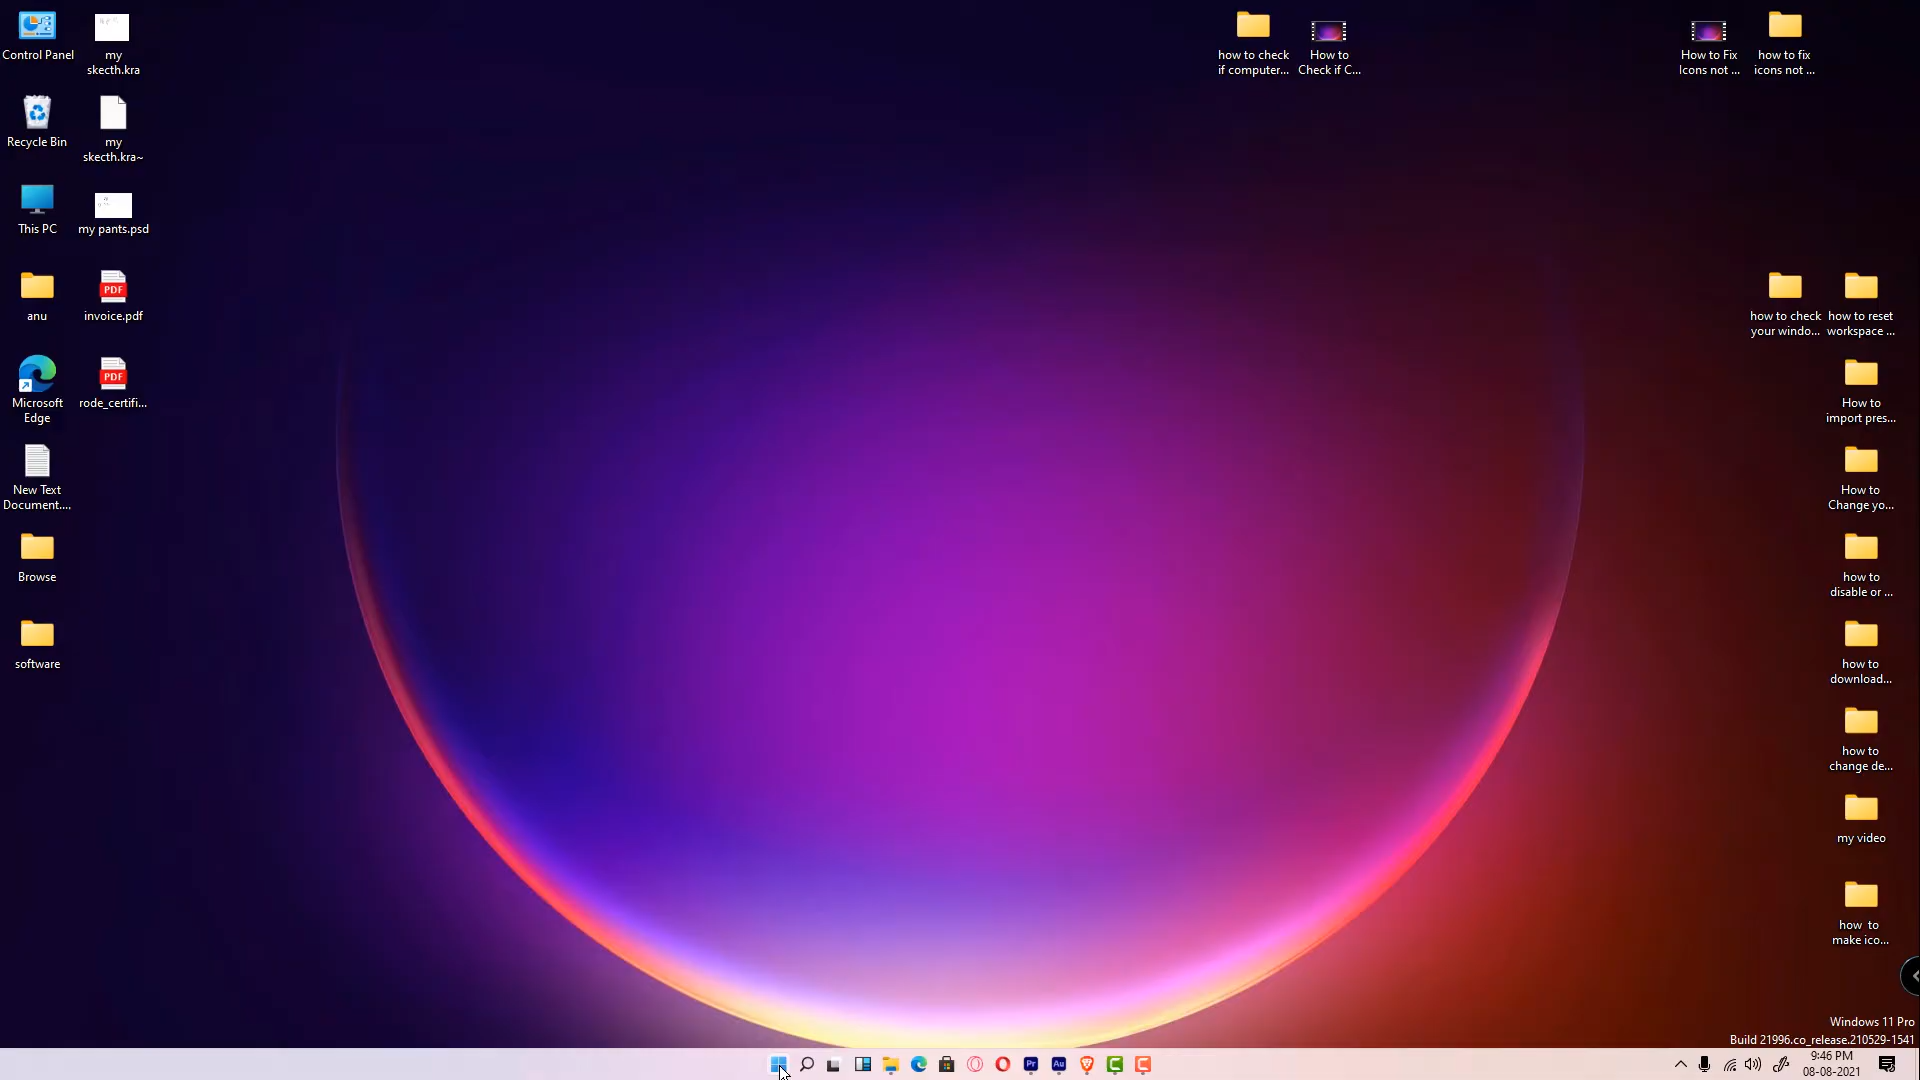 Control Panel
my
skecth.kra
Recycle Bin
my
skecth.kra~
This PC
my pants.psd
anu
invoice.pdf
PDF
Microsoft
Edge
rode_certifi...
PDF
New Text
Document....
Browse
software
how to check
if computer...
How to
Check if C...
How to Fix
Icons not ...
how to fix
icons not ...
how to check
your windo...
how to reset
workspace ...
How to
import pres...
How to
Change yo...
how to
disable or ...
how to
download...
how to
change de...
my video
how  to
make ico...
Windows 11 Pro
Build 21996.co_release.210529-1541
Pr
Au
9:46 PM
08-08-2021